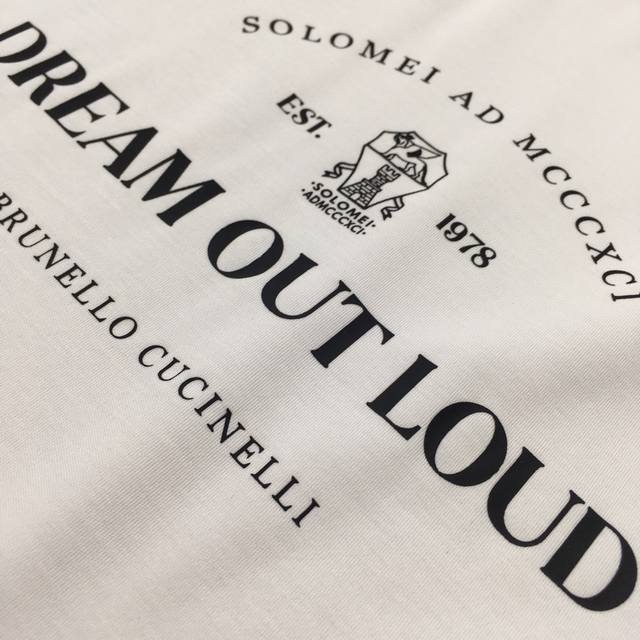 SOLOMEI AD MCCCXCI
EST.
1978
·SOLOMEI·
·ADMCCCXCI·
DREAM OUT LOUD
BRUNELLO CUCINELLI